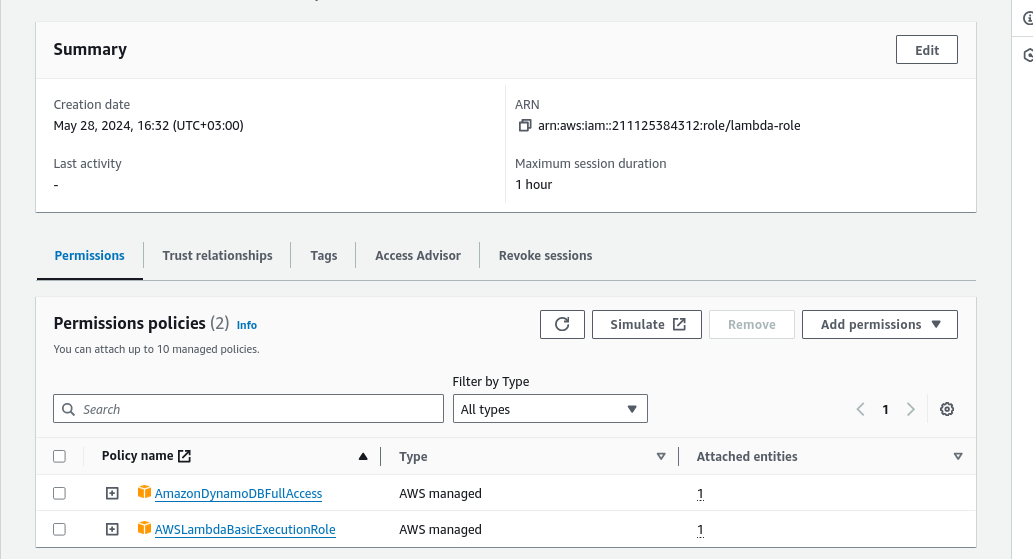 Summary
Edit
Creation date
May 28, 2024, 16:32 (UTC+03:00)
ARN
arn:aws:iam::211125384312:role/lambda-role
Last activity
-
Maximum session duration
1 hour
Permissions
Trust relationships
Tags
Access Advisor
Revoke sessions
Permissions policies (2) Info
You can attach up to 10 managed policies.
Simulate
Remove
Add permissions
Filter by Type
Search
All types
1
Policy name
Type
Attached entities
AmazonDynamoDBFullAccess
AWS managed
1
AWSLambdaBasicExecutionRole
AWS managed
1